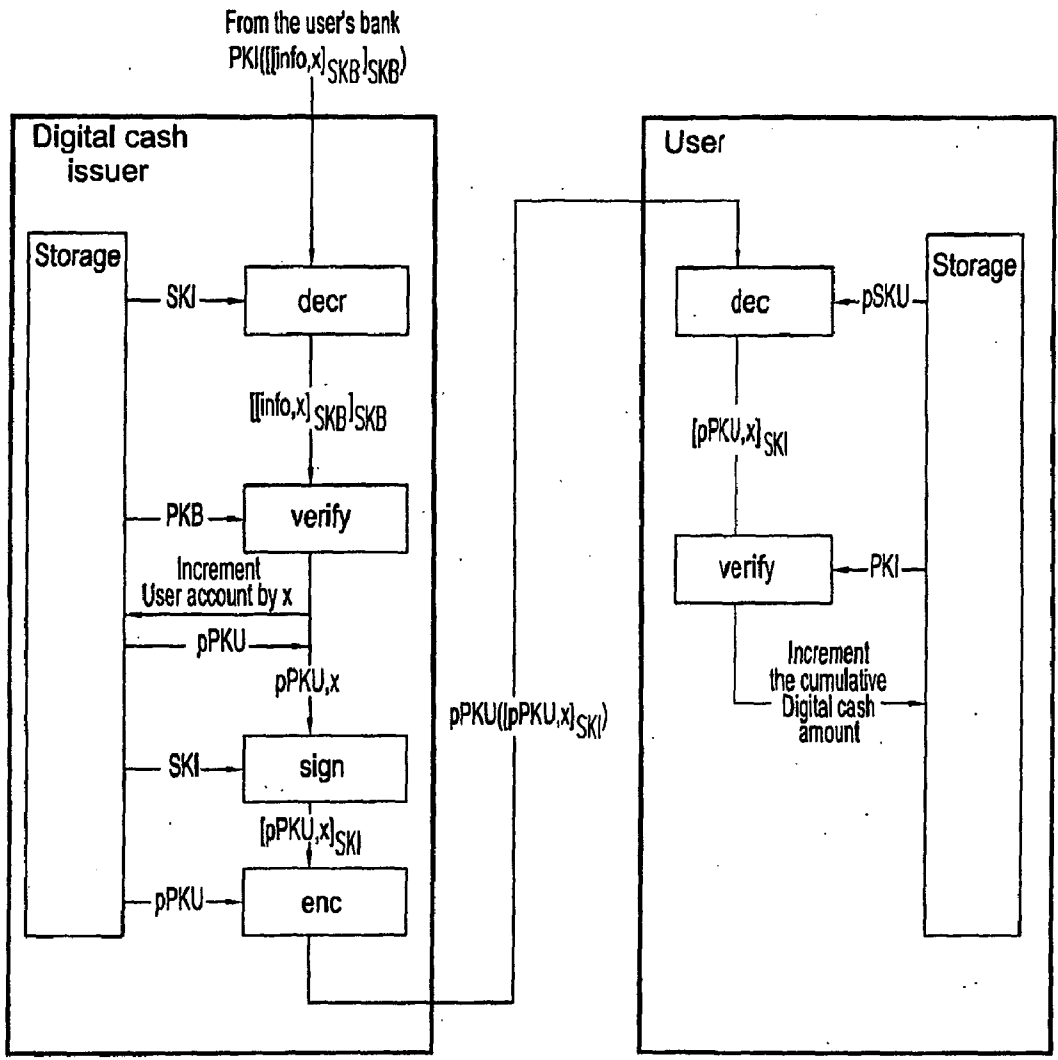 From the user's bank
PKI([[info,x]SKB]SKB)
Digital cash
issuer
Storage
SKI
decr
[[info,x]SKB]SKB
PKB
verify
Increment
User account by x
pPKU
pPKU,x
SKI
sign
[pPKU,x]SKI
pPKU
enc
pPKU([pPKU,x]SKI)
User
Storage
dec
pSKU
[pPKU,x]SKI
verify
PKI
Increment
the cumulative
Digital cash
amount